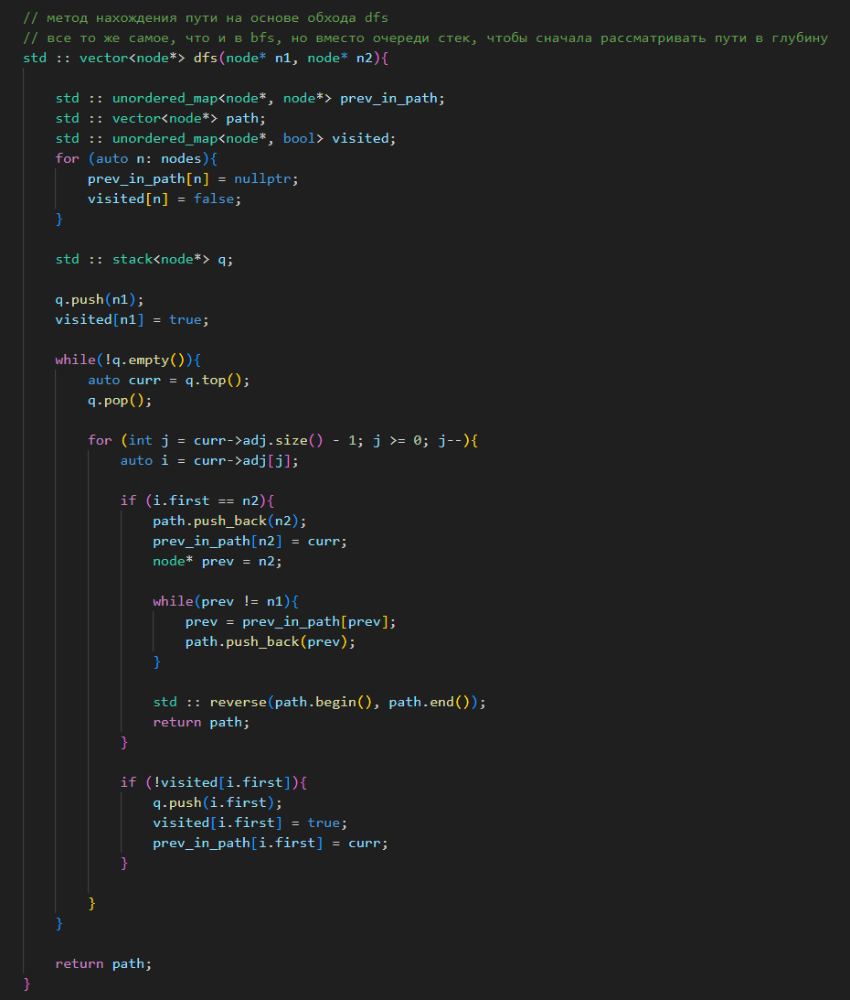 // метод нахождения пути на основе обхода dfs
// все то же самое, что и в bfs, но вместо очереди стек, чтобы сначала рассматривать пути в глубину
std :: vector<node*> dfs(node* n1, node* n2){
std :: unordered_map<node*, node*> prev_in_path;
std :: vector<node*> path;
std :: unordered_map<node*, bool> visited;
for (auto n: nodes){
prev_in_path[n] = nullptr;
visited[n] = false;
}
std :: stack<node*> q;
q.push(n1);
visited[n1] = true;
while(!q.empty()){
auto curr = q.top();
q.pop();
for (int j = curr->adj.size() - 1; j >= 0; j--){
auto i = curr->adj[j];
if (i.first == n2){
path.push_back(n2);
prev_in_path[n2] = curr;
node* prev = n2;
while(prev != n1){
prev = prev_in_path[prev];
path.push_back(prev);
}
std :: reverse(path.begin(), path.end());
return path;
}
if (!visited[i.first]){
q.push(i.first);
visited[i.first] = true;
prev_in_path[i.first] = curr;
}
}
}
return path;
}